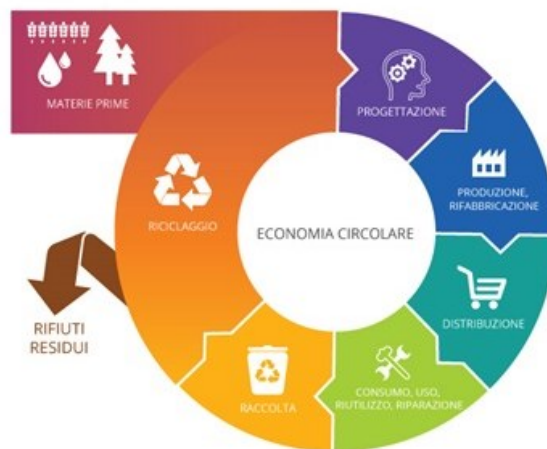 MATERIE PRIME
PROGETTAZIONE
PRODUZIONE,
RIFABBRICAZIONE
RICICLAGGIO
ECONOMIA CIRCOLARE
DISTRIBUZIONE
RIFIUTI
RESIDUI
RACCOLTA
CONSUMO, USO,
RIUTILIZZO, RIPARAZIONE